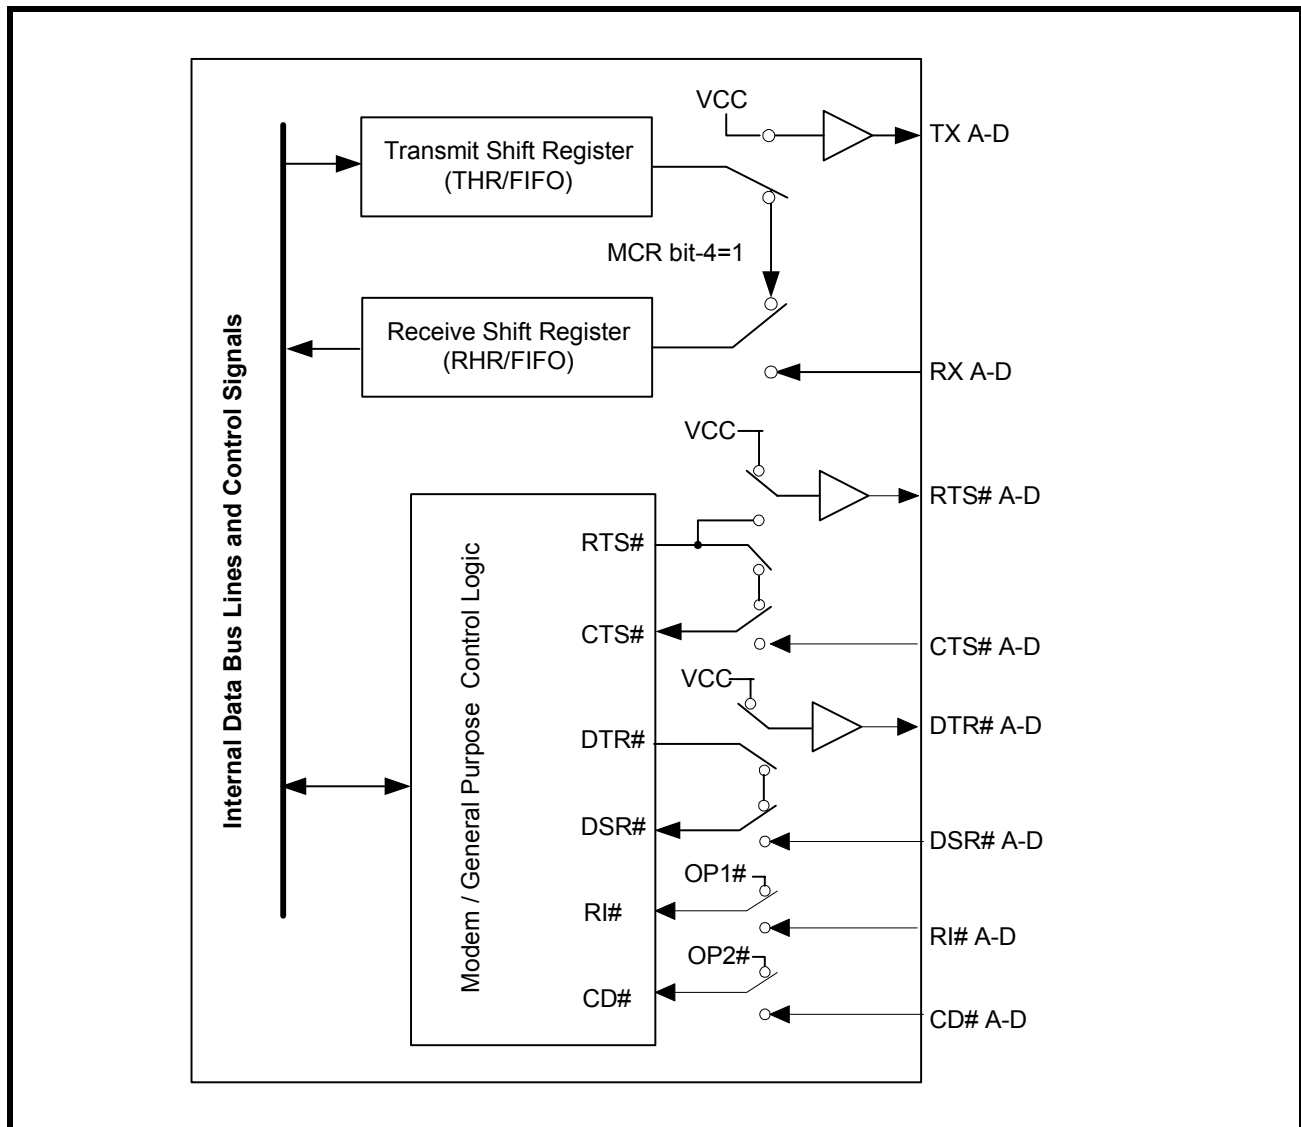 VCC
TX A-D
Transmit Shift Register
(THR/FIFO)
MCR bit-4=1
Receive Shift Register
(RHR/FIFO)
RX A-D
Internal Data Bus Lines and Control Signals
VCC
RTS# A-D
Modem / General Purpose Control Logic
RTS#
CTS#
CTS# A-D
VCC
DTR# A-D
DTR#
DSR#
DSR# A-D
OP1#
RI#
RI# A-D
OP2#
CD#
CD# A-D